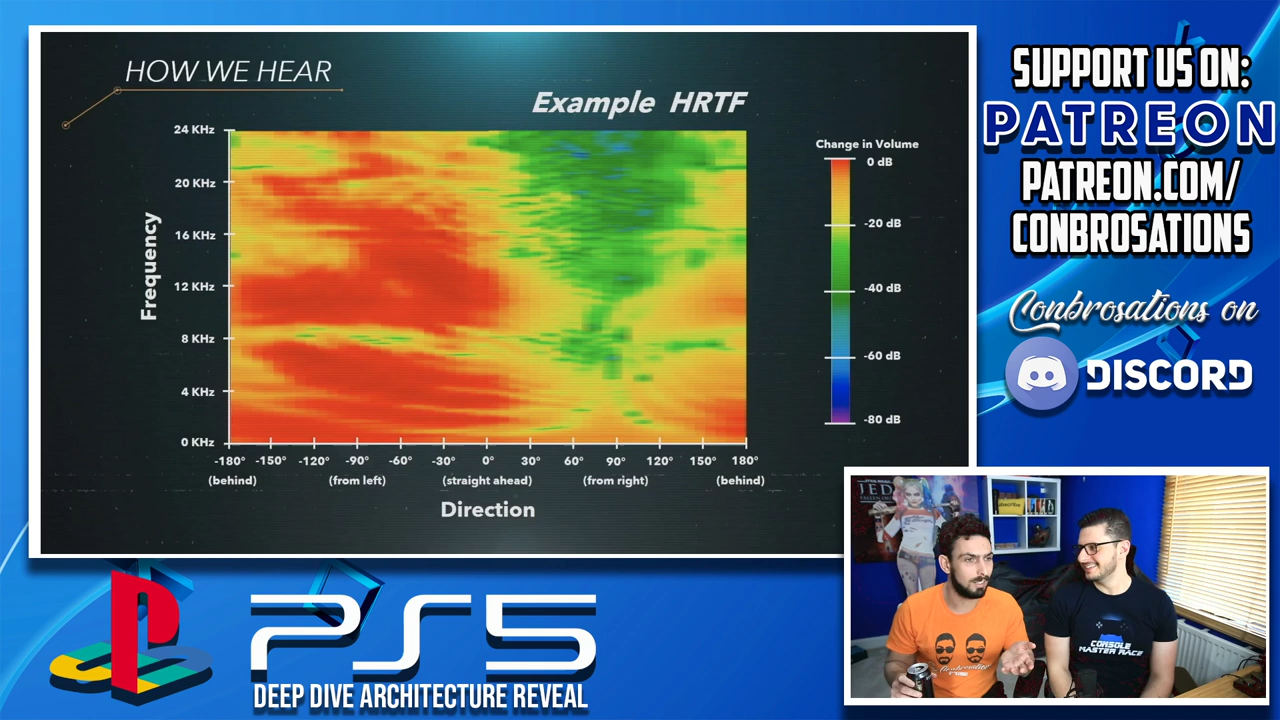 HOW WE HEAR
Example HRTF
24 KHz
20 KHz
16 KHz
12 KHz
8 KHz
4 KHz
0 KHz
Frequency
-180° -150° -120° -90° -60° -30° 0° 30° 60° 90° 120° 150° 180°
(behind) (from left) (straight ahead) (from right) (behind)
Direction
Change in Volume
0 dB
-20 dB
-40 dB
-60 dB
-80 dB
SUPPORT US ON:
PATREON
PATREON.COM/
CONBROSATIONS
Conbrosations on
DISCORD
PS5
DEEP DIVE ARCHITECTURE REVEAL
CONSOLE
MASTER RACE